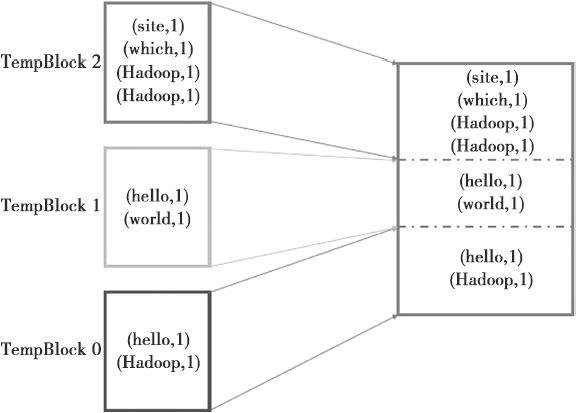 TempBlock 2
(site,1)
(which,1)
(Hadoop,1)
(Hadoop,1)
TempBlock 1
(hello,1)
(world,1)
TempBlock 0
(hello,1)
(Hadoop,1)
(site,1)
(which,1)
(Hadoop,1)
(Hadoop,1)
(hello,1)
(world,1)
(hello,1)
(Hadoop,1)